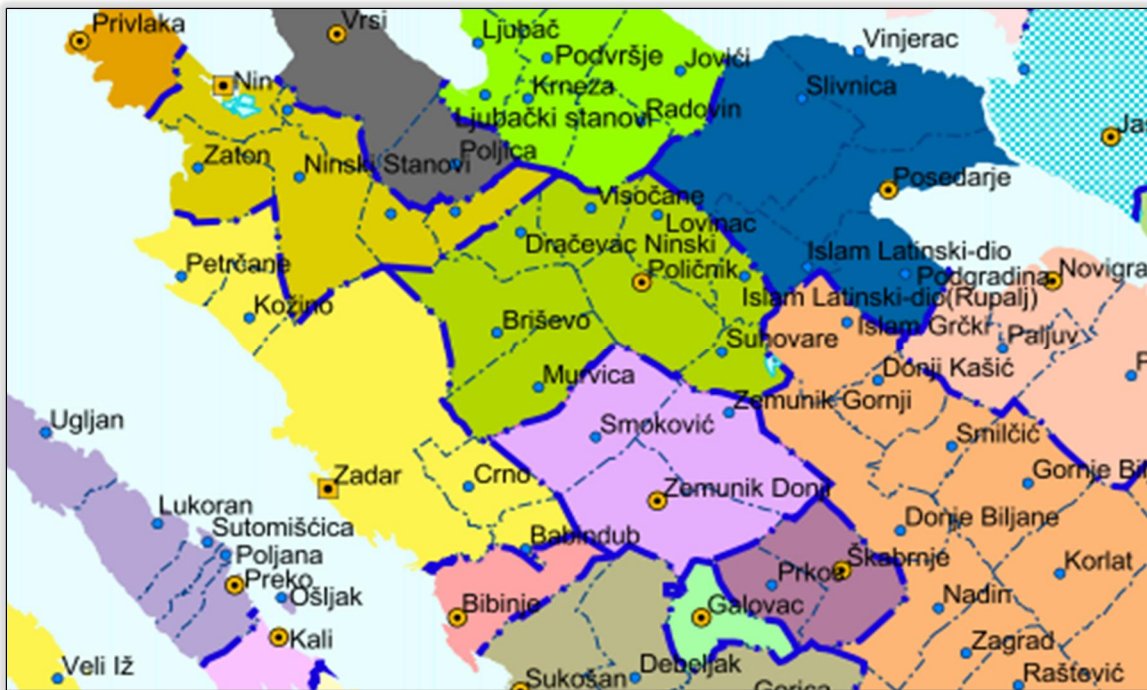 Privlaka
Vrsi
Ljubač
Podvršje
Jovići
Vinjerac
Nin
Krneza
Slivnica
Ljubački stanovi
Radovin
Zaton
Ninski Stanovi
Poljica
Posedarje
Visočane
Lovinac
Petrčane
Dračevac Ninski
Poličnik
Islam Latinski-dio
Podgradina
Novigra
Kožino
Islam Latinski-dio(Rupalj)
Briševo
Islam Grčki
Suhovare
Paljuv
Murvica
Donji Kašić
Ugljan
Zemunik Gornji
Smoković
Smilčić
Zadar
Crno
Zemunik Donji
Gornje Bil
Lukoran
Sutomišćica
Babindub
Donje Biljane
Poljana
Preko
Škabrnje
Korlat
Ošljak
Prkos
Bibinje
Galovac
Nadin
Kali
Zagrad
Veli Iž
Debeljak
Raštević
Sukošan
Gorica